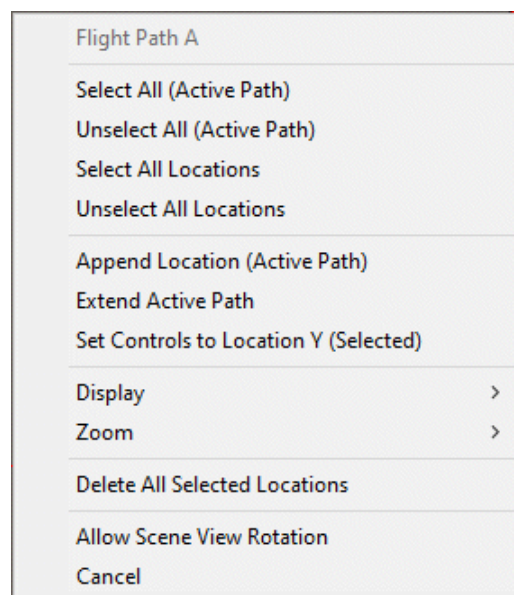 Flight Path A
Select All (Active Path)
Unselect All (Active Path)
Select All Locations
Unselect All Locations
Append Location (Active Path)
Extend Active Path
Set Controls to Location Y (Selected)
Display
Zoom
Delete All Selected Locations
Allow Scene View Rotation
Cancel